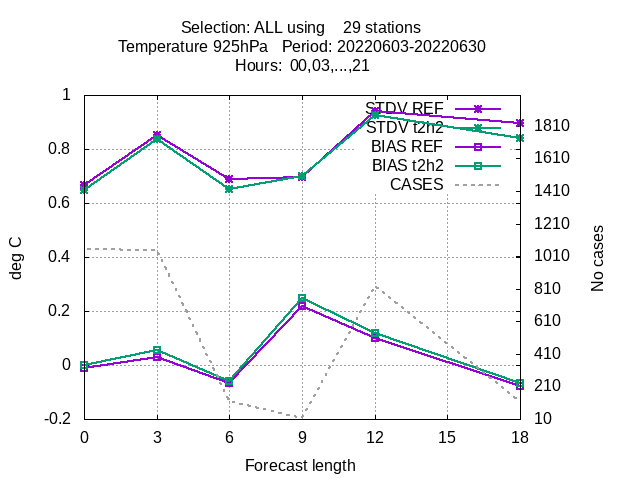 Selection: ALL using 29 stations
Temperature 925hPa Period: 20220603-20220630
Hours: 00,03,...,21
STDV REF
STDV t2h2
BIAS REF
BIAS t2h2
CASES
deg C
1
0.8
0.6
0.4
0.2
0
-0.2
No cases
1810
1610
1410
1210
1010
810
610
410
210
10
0 3 6 9 12 15 18
Forecast length